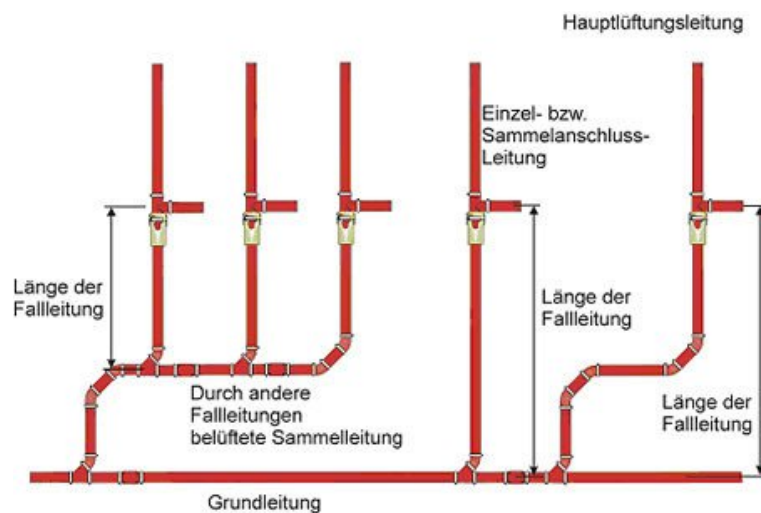 Hauptlüftungsleitung
Einzel- bzw.
Sammelanschluss-
Leitung
Länge der
Fallleitung
Länge der
Fallleitung
Länge der
Fallleitung
Durch andere
Fallleitungen
belüftete Sammelleitung
Grundleitung